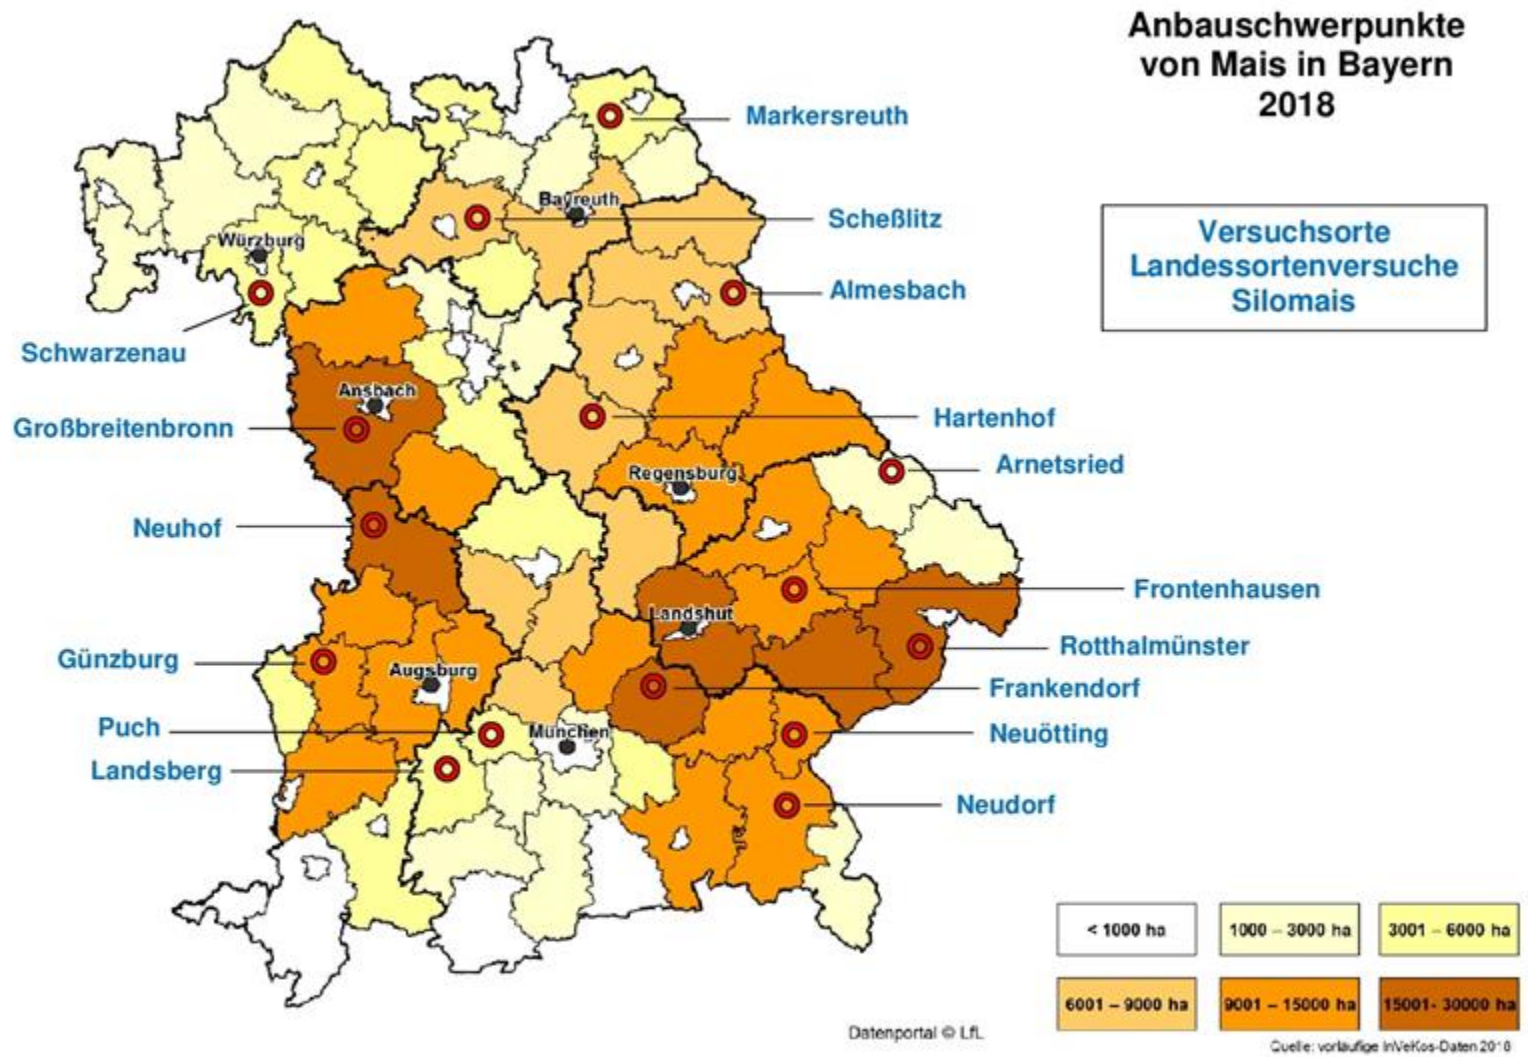 Anbauschwerpunkte
von Mais in Bayern
2018
Versuchsorte
Landessortenversuche
Silomais
Markersreuth
Bayreuth
Scheßlitz
Würzburg
Almesbach
Schwarzenau
Ansbach
Großbreitenbronn
Hartenhof
Arnetsried
Regensburg
Neuhof
Frontenhausen
Landshut
Rotthalmünster
Günzburg
Augsburg
Frankendorf
Puch
München
Neuötting
Landsberg
Neudorf
< 1000 ha
1000 – 3000 ha
3001 – 6000 ha
6001 – 9000 ha
9001 – 15000 ha
15001- 30000 ha
Datenportal © LfL
Quelle: vorläufige InVeKos-Daten 2018